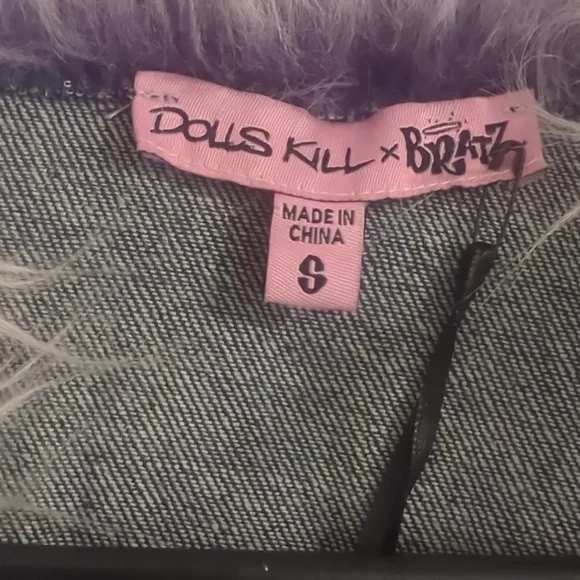 DOLLS KILL × BRATZ
MADE IN
CHINA
S